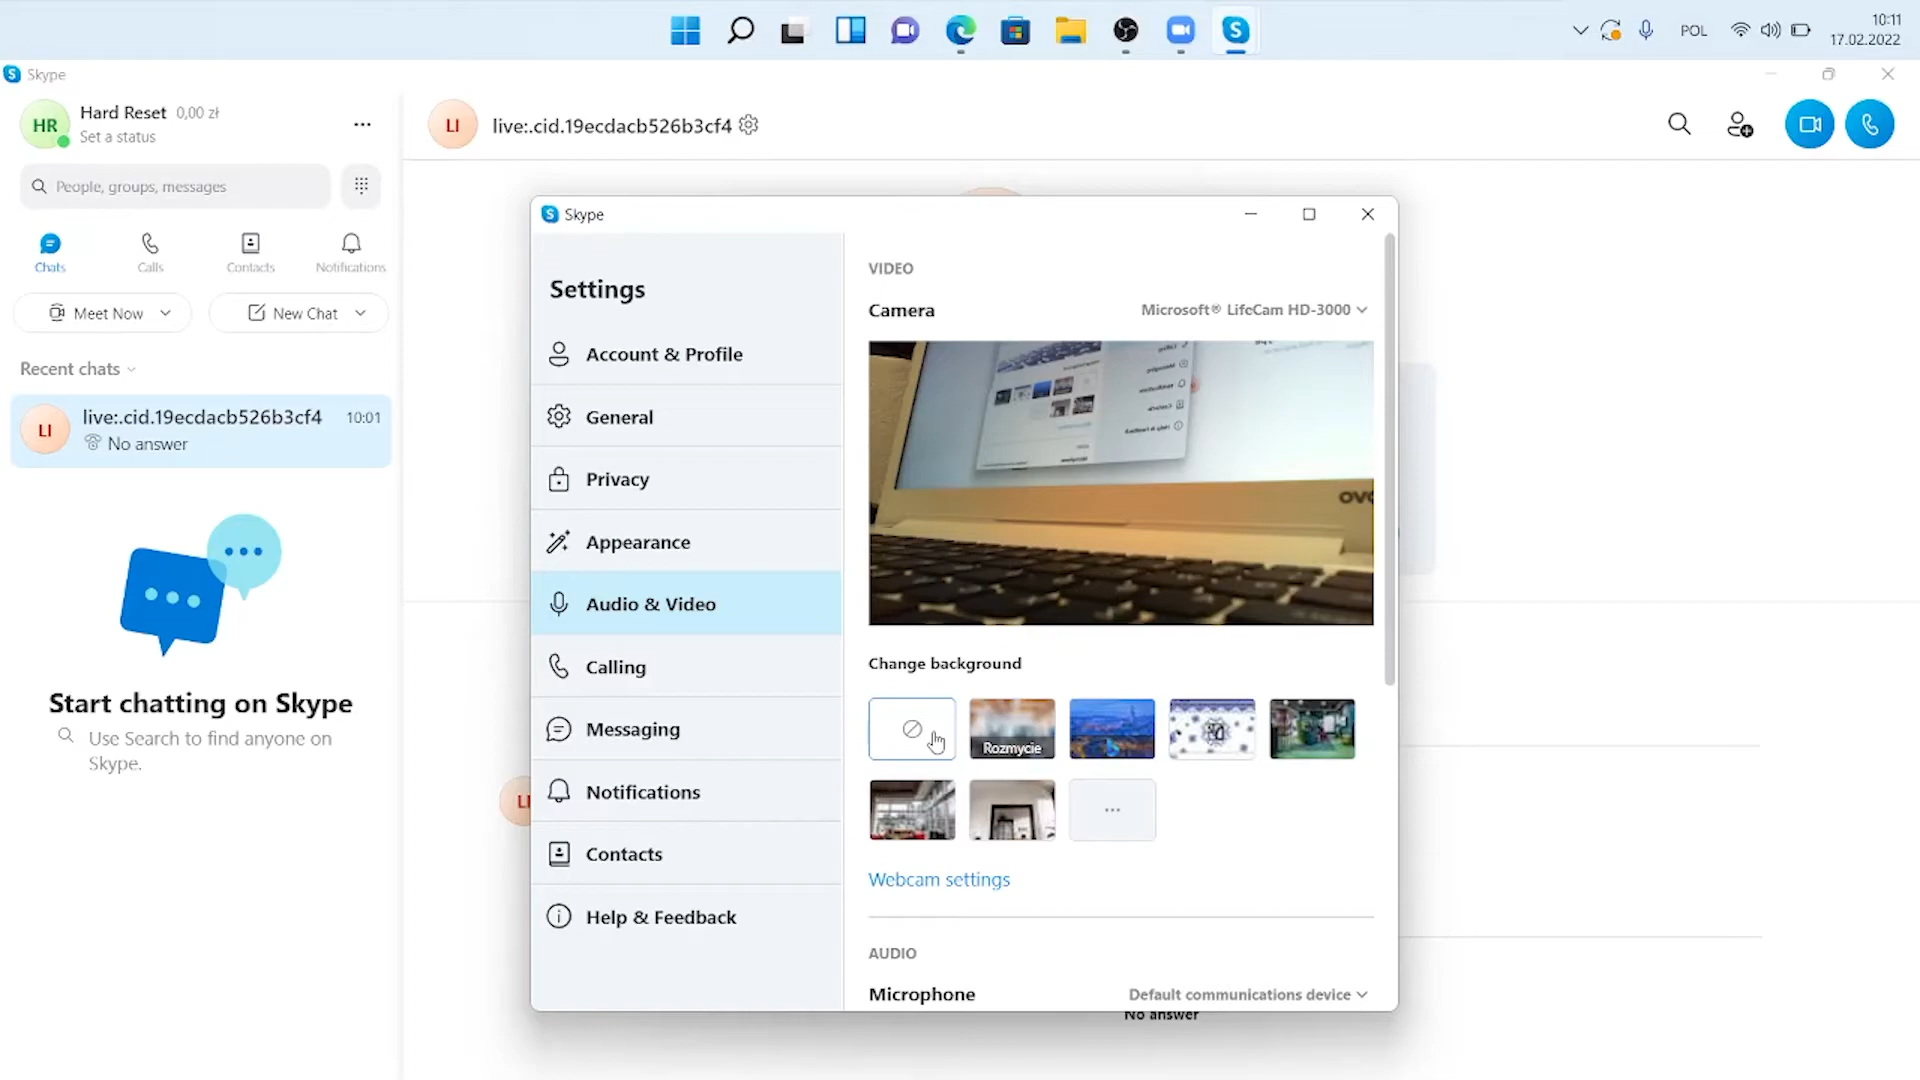 POL
10:11
17.02.2022
Skype
HR
Hard Reset 0,00 zł
Set a status
LI
live:.cid.19ecdacb526b3cf4
People, groups, messages
Chats
Calls
Contacts
Notifications
Meet Now
New Chat
Recent chats
LI
live:.cid.19ecdacb526b3cf4
10:01
No answer
Start chatting on Skype
Use Search to find anyone on
Skype.
LI
No answer
Skype
Settings
Account & Profile
General
Privacy
Appearance
Audio & Video
Calling
Messaging
Notifications
Contacts
Help & Feedback
VIDEO
Camera
Microsoft® LifeCam HD-3000
Change background
Rozmycie
Webcam settings
AUDIO
Microphone
Default communications device